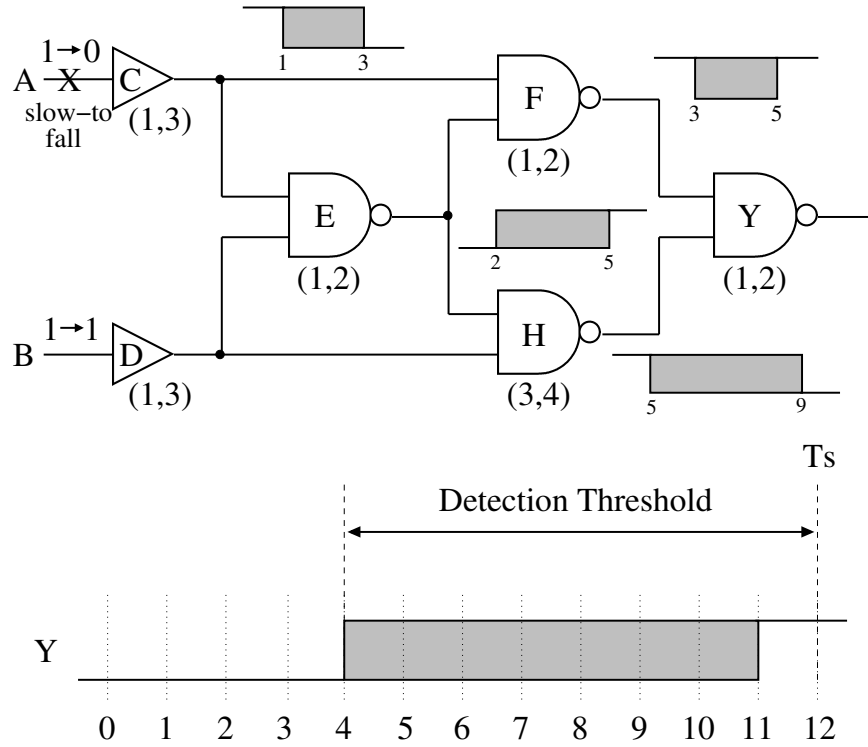 1→0
A X C
slow−to
fall
(1,3)
1 3
F
(1,2)
3 5
E
(1,2)
2 5
Y
(1,2)
1→1
B D
(1,3)
H
(3,4)
5 9
Ts
Detection Threshold
Y
0 1 2 3 4 5 6 7 8 9 10 11 12